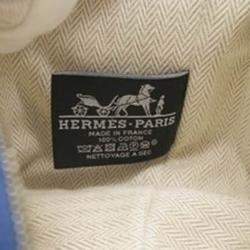 HERMES-PARIS
MADE IN FRANCE
100% COTON
NETTOYAGE A SEC